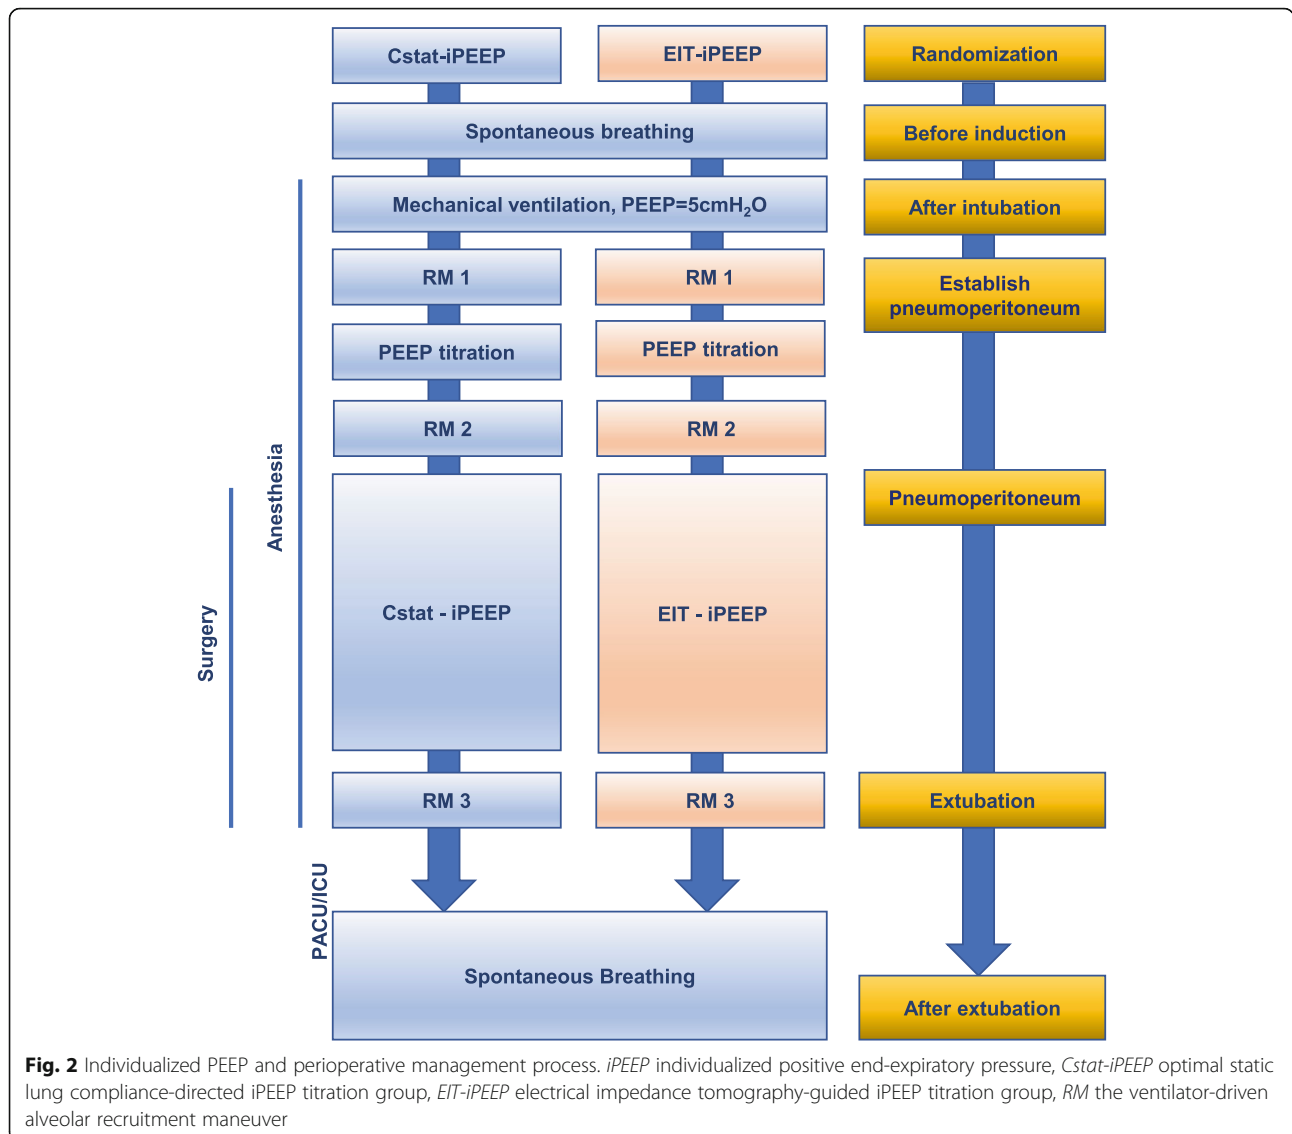 Cstat-iPEEP
EIT-iPEEP
Randomization
Spontaneous breathing
Before induction
Mechanical ventilation, PEEP=5cmH₂O
After intubation
RM 1
RM 1
Establish
pneumoperitoneum
PEEP titration
PEEP titration
RM 2
RM 2
Anesthesia
Pneumoperitoneum
Surgery
Cstat - iPEEP
EIT - iPEEP
RM 3
RM 3
Extubation
PACU/ICU
Spontaneous Breathing
After extubation
Fig. 2 Individualized PEEP and perioperative management process. iPEEP individualized positive end-expiratory pressure, Cstat-iPEEP optimal static
lung compliance-directed iPEEP titration group, EIT-iPEEP electrical impedance tomography-guided iPEEP titration group, RM the ventilator-driven
alveolar recruitment maneuver